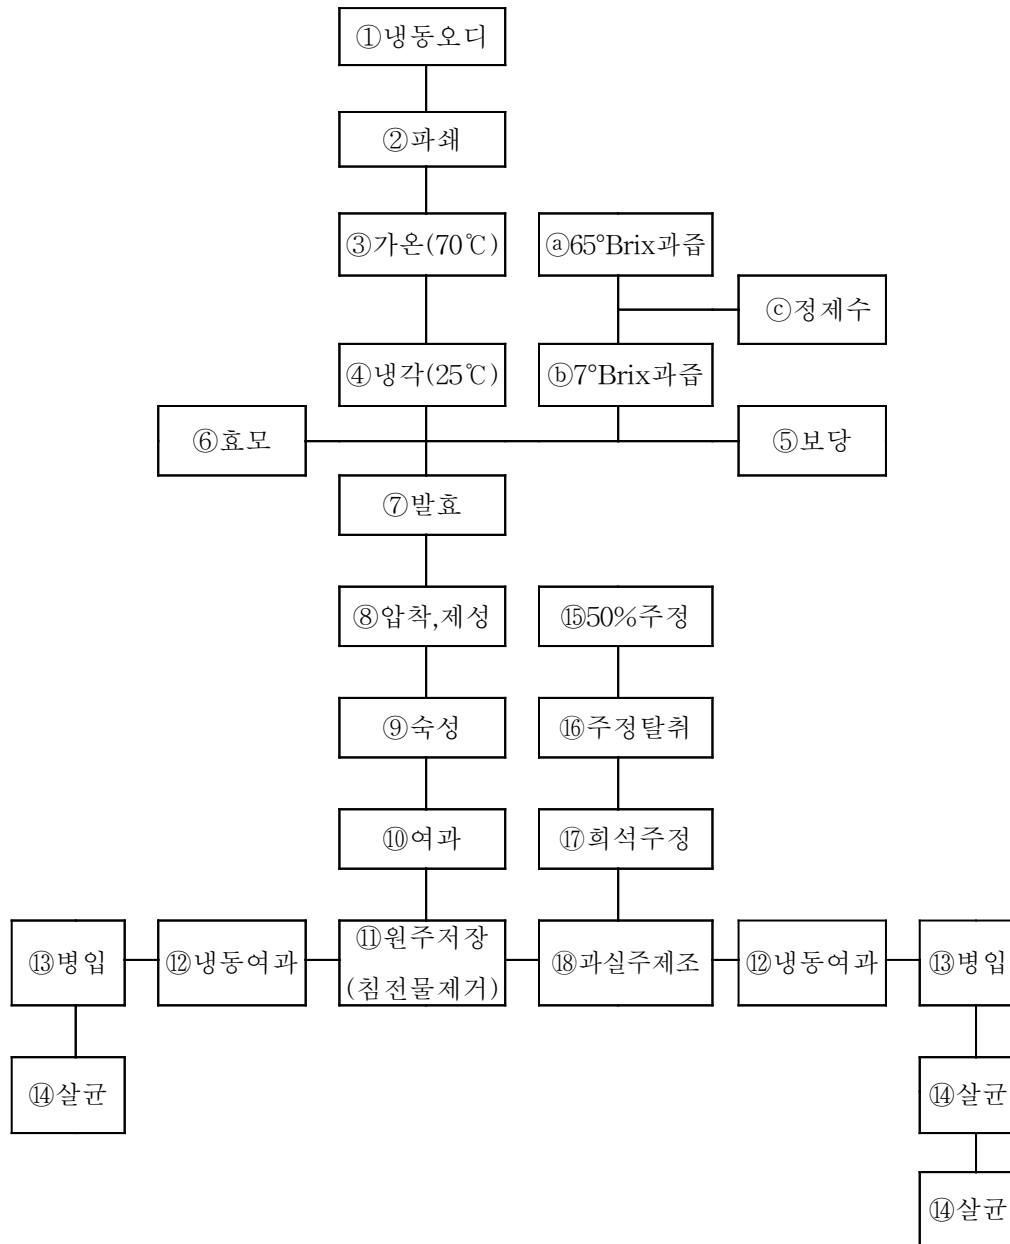 ①냉동오디
②파쇄
③가온(70℃)
ⓐ65°Brix과즙
ⓒ정제수
④냉각(25℃)
ⓑ7°Brix과즙
⑥효모
⑤보당
⑦발효
⑧압착,제성
⑮50%주정
⑨숙성
⑯주정탈취
⑩여과
⑰희석주정
⑬병입
⑫냉동여과
⑪원주저장
(침전물제거)
⑱과실주제조
⑫냉동여과
⑬병입
⑭살균
⑭살균
⑭살균